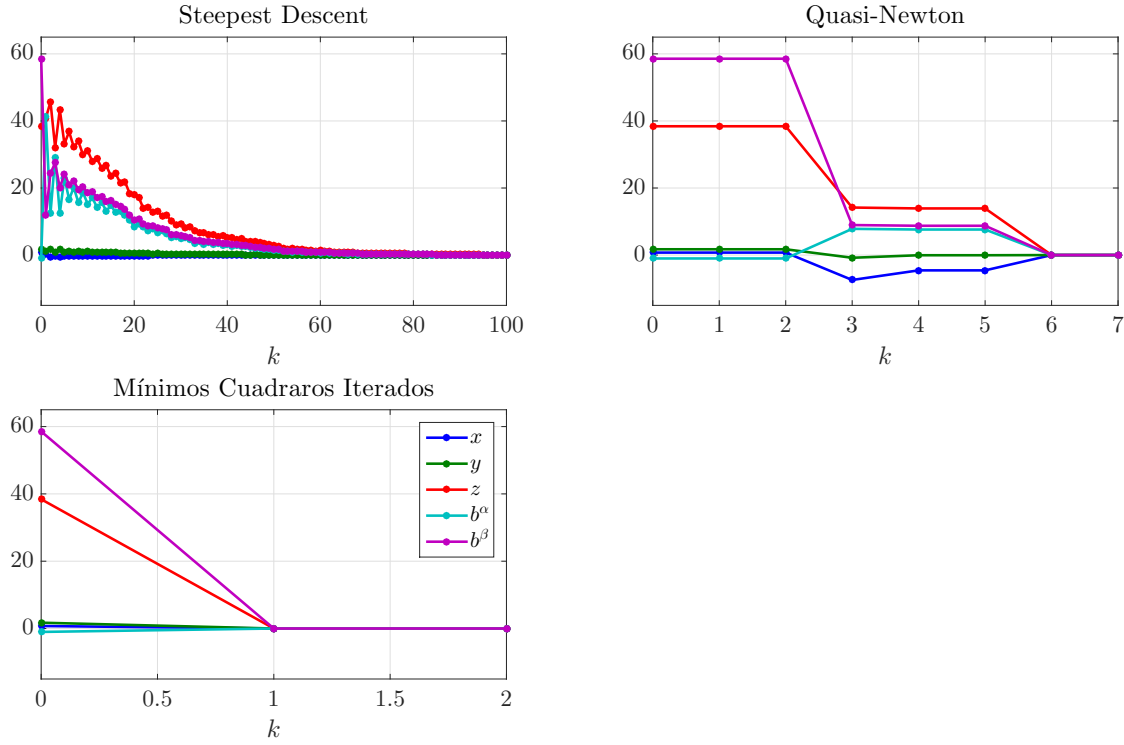 Steepest Descent
60
40
20
0
0 20 40 60 80 100
k
Quasi-Newton
60
40
20
0
0 1 2 3 4 5 6 7
k
Mínimos Cuadraros Iterados
60
40
20
0
0 0.5 1 1.5 2
k
x
y
z
b^α
b^β